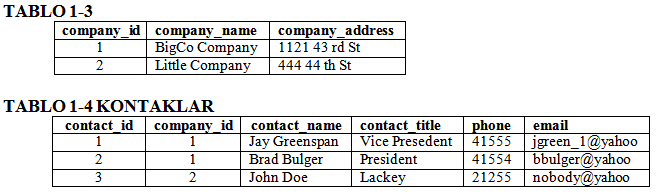 TABLO 1-3
company_id company_name company_address
1 BigCo Company 1121 43 rd St
2 Little Company 444 44 th St
TABLO 1-4 KONTAKLAR
contact_id company_id contact_name contact_title phone email
1 1 Jay Greenspan Vice Presedent 41555 jgreen_1@yahoo
2 1 Brad Bulger President 41554 bbulger@yahoo
3 2 John Doe Lackey 21255 nobody@yahoo